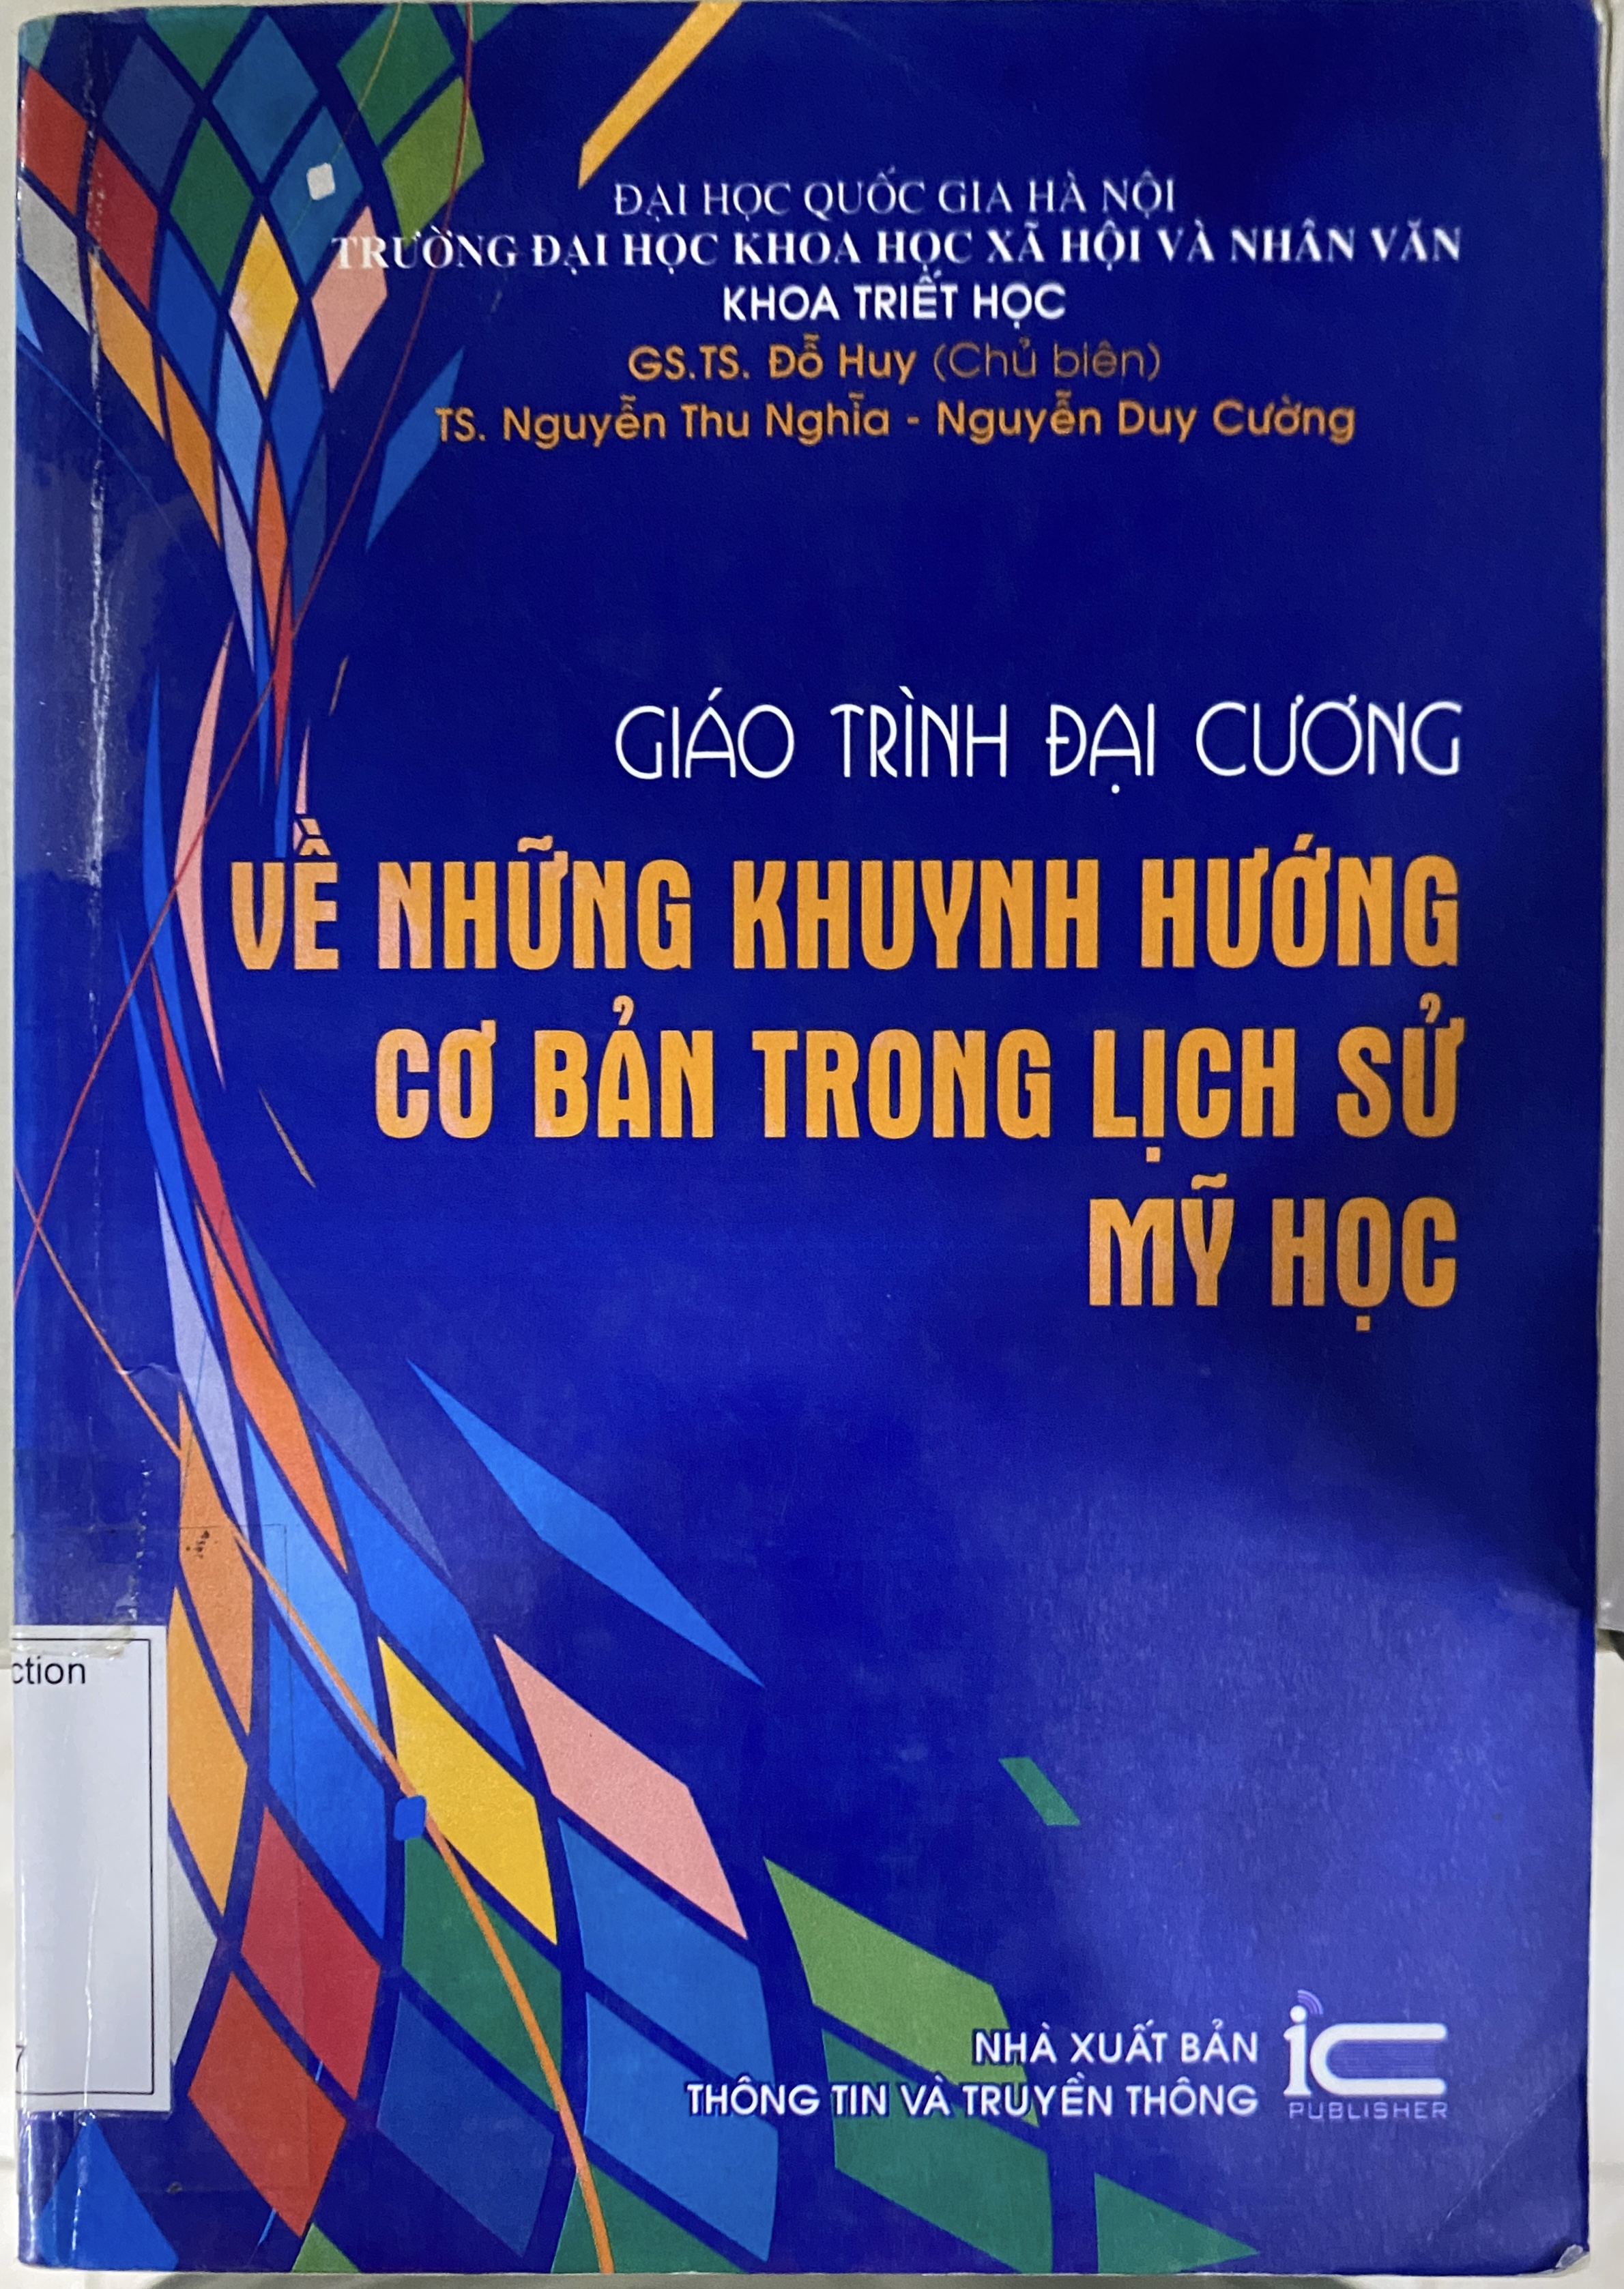 ĐẠI HỌC QUỐC GIA HÀ NỘI
TRƯỜNG ĐẠI HỌC KHOA HỌC XÃ HỘI VÀ NHÂN VĂN
KHOA TRIẾT HỌC
GS.TS. Đỗ Huy (Chủ biên)
TS. Nguyễn Thu Nghĩa - Nguyễn Duy Cường
GIÁO TRÌNH ĐẠI CƯƠNG
VỀ NHỮNG KHUYNH HƯỚNG
CƠ BẢN TRONG LỊCH SỬ
MỸ HỌC
ction
7
NHÀ XUẤT BẢN
THÔNG TIN VÀ TRUYỀN THÔNG
ic
PUBLISHER